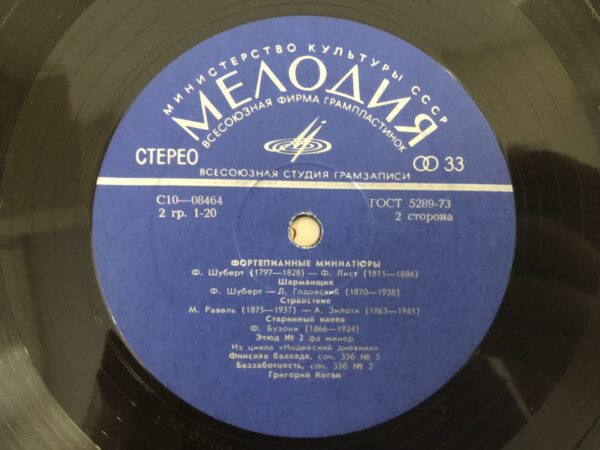 МИНИСТЕРСТВО КУЛЬТУРЫ СССР
МЕЛОДИЯ
ВСЕСОЮЗНАЯ ФИРМА ГРАМПЛАСТИНОК
СТЕРЕО
33
ВСЕСОЮЗНАЯ СТУДИЯ ГРАМЗАПИСИ
С10—08464 ГОСТ 5289-73
2 гр. 1-20 2 сторона
ФОРТЕПИАННЫЕ МИНИАТЮРЫ
Ф. Шуберт (1797—1828) — Ф. Лист (1811—1886)
Шарманщик
Ф. Шуберт — Л. Годовский (1870—1938)
Странствие
М. Равель (1875—1937) — А. Зилоти (1863—1945)
Старинный напев
Ф. Бузони (1866—1924)
Этюд № 2 фа минор
Из цикла «Индейский дневник»
Финская баллада, соч. 33б № 5
Беззаботность, соч. 33б № 2
Григорий Коган